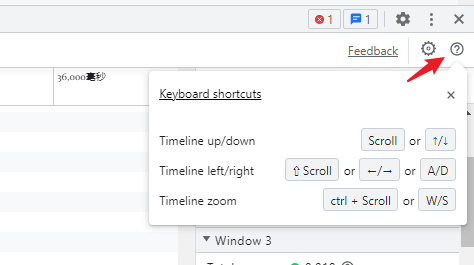 1 1
Feedback
36,000毫秒
Keyboard shortcuts
Timeline up/down Scroll or ↑/↓
Timeline left/right ⇧ Scroll or ←/→ or A/D
Timeline zoom ctrl + Scroll or W/S
▼ Window 3